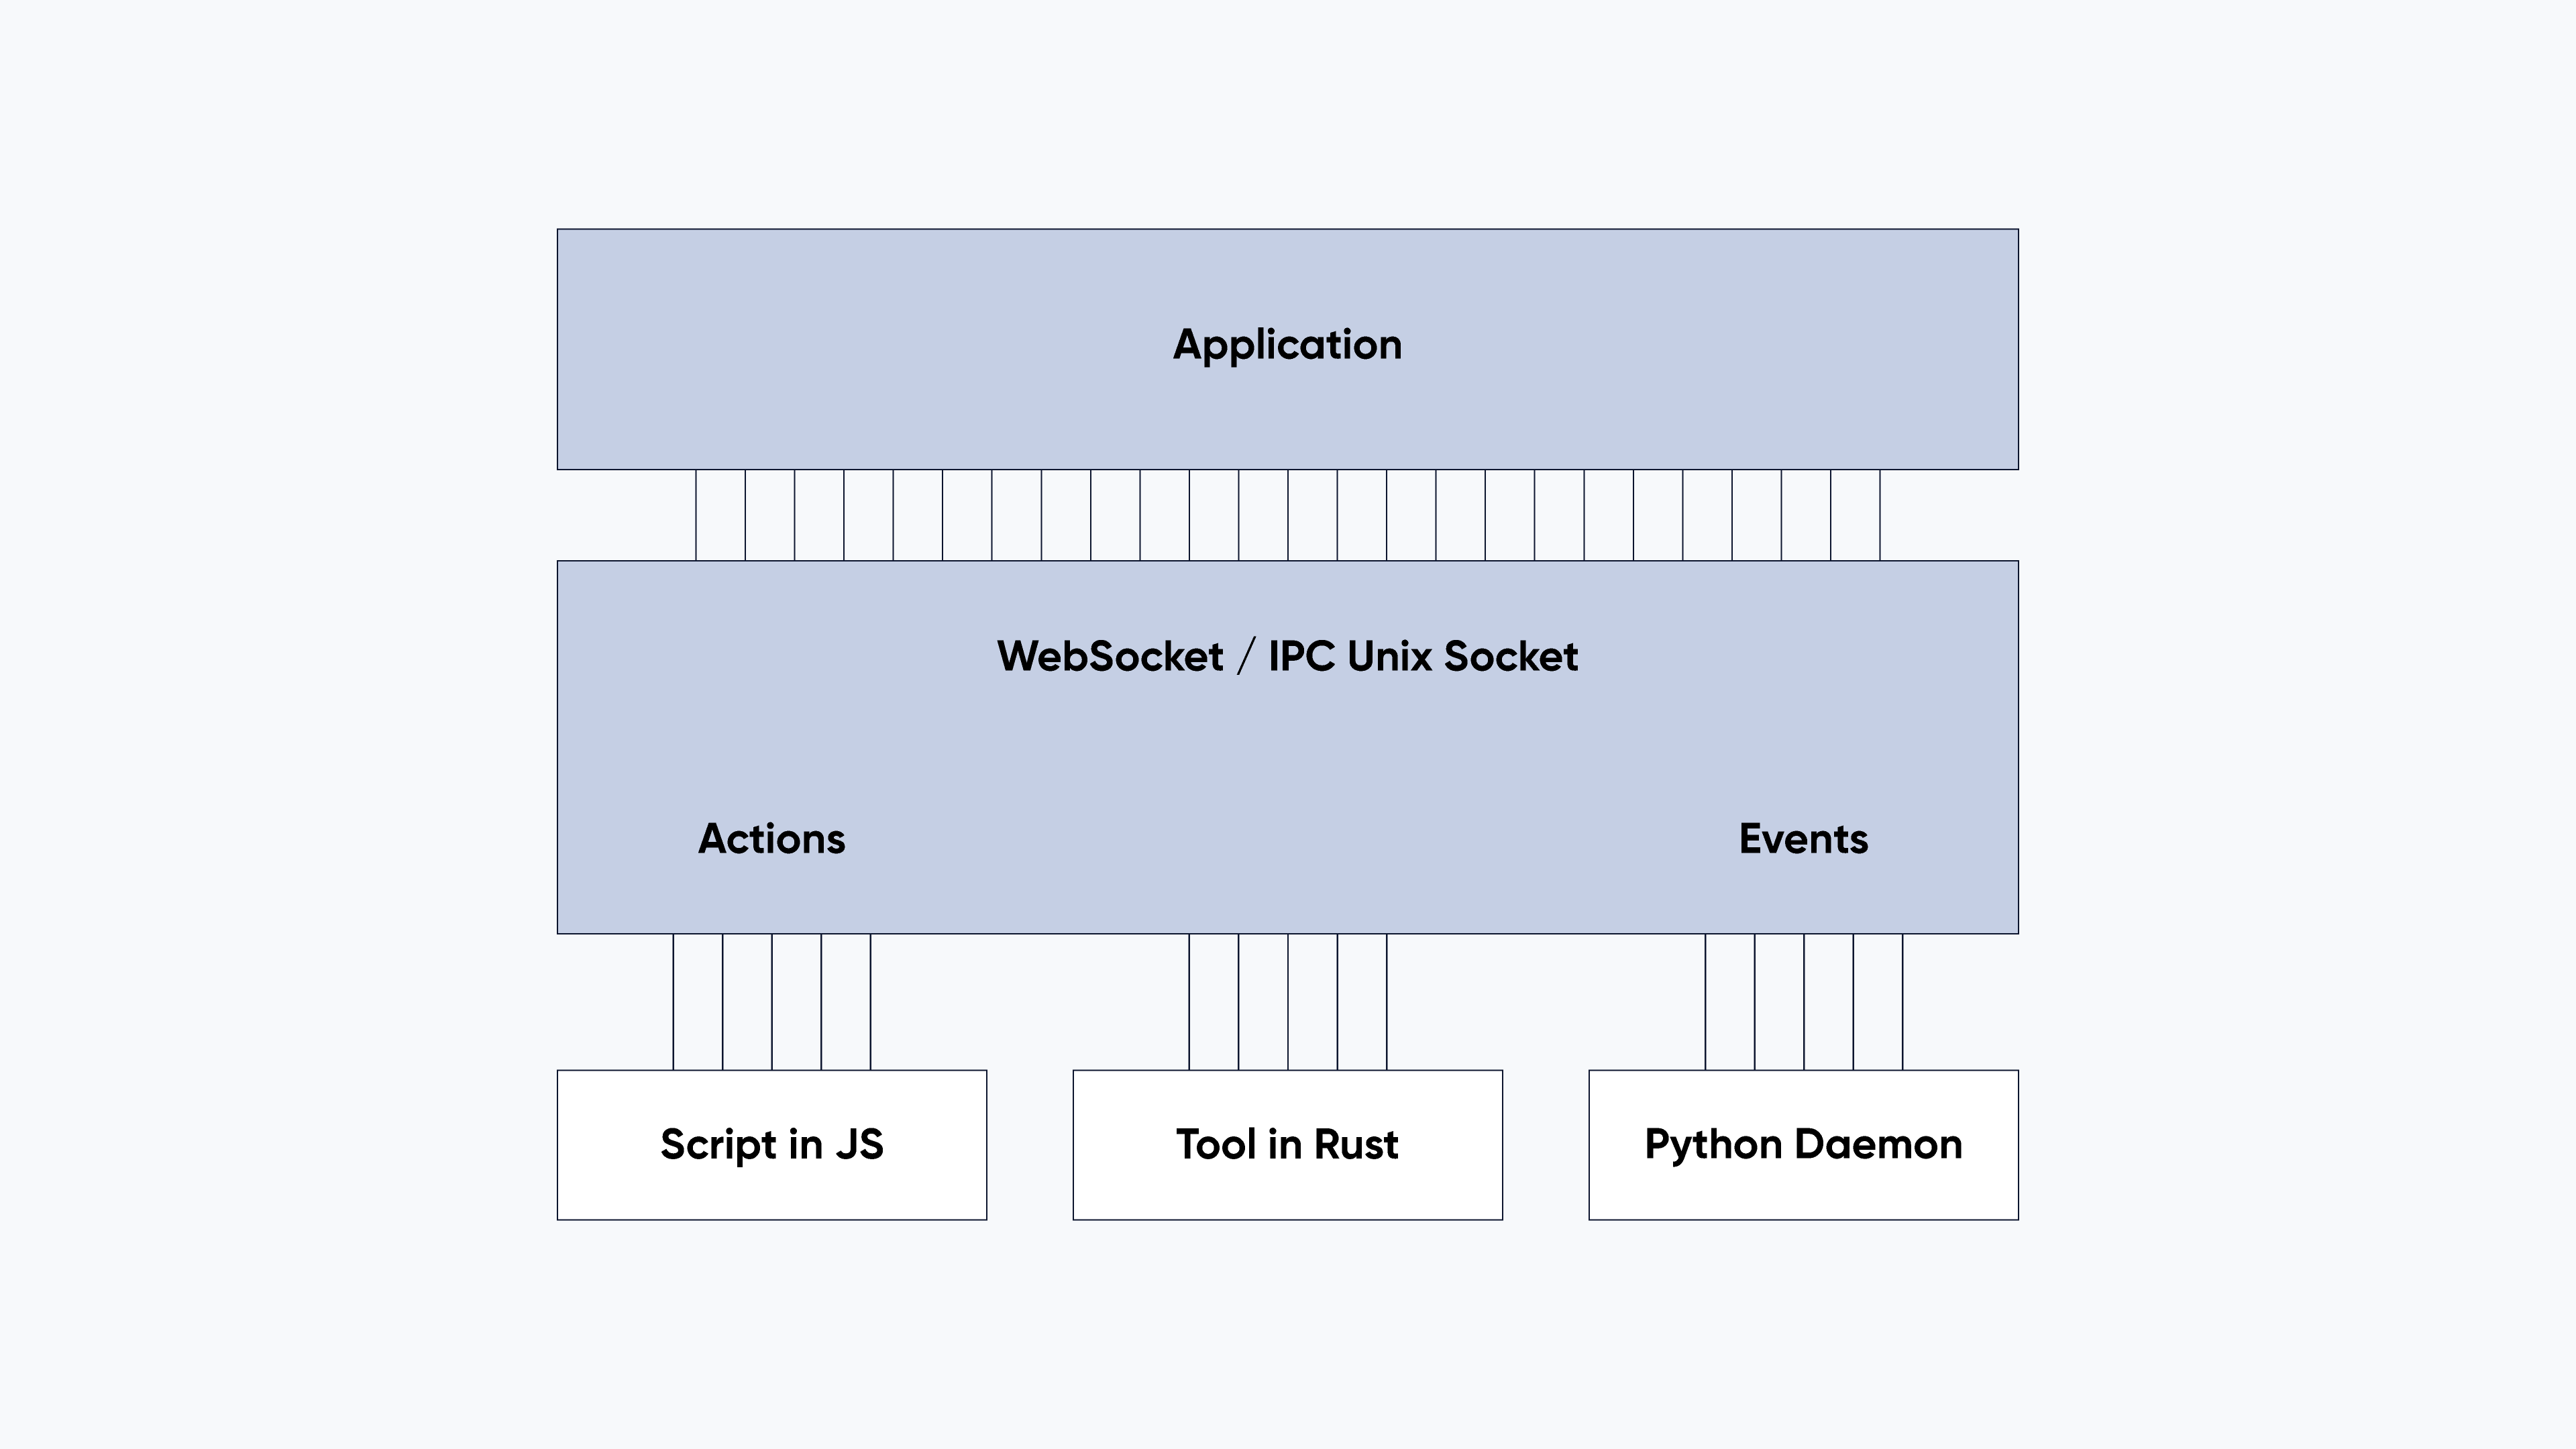 Application
WebSocket / IPC Unix Socket
Actions
Events
Script in JS
Tool in Rust
Python Daemon